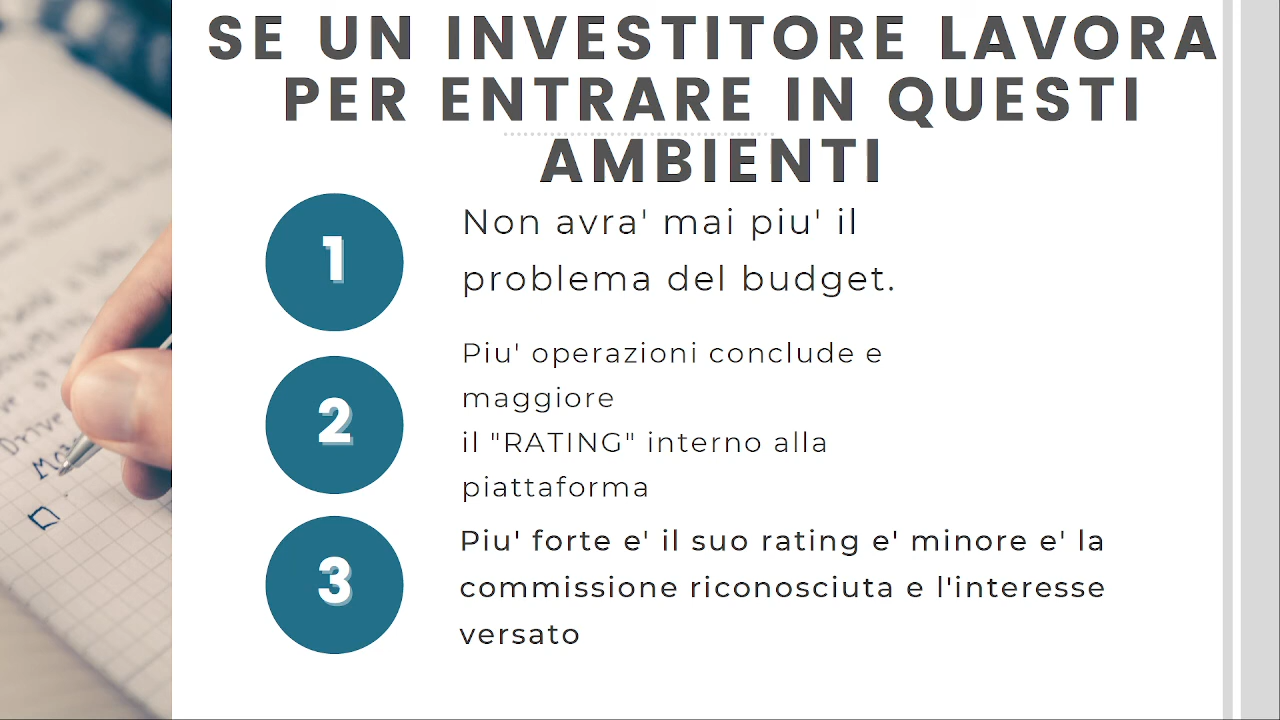 SE UN INVESTITORE LAVORA
PER ENTRARE IN QUESTI
AMBIENTI
1
Non avra' mai piu' il
problema del budget.
2
Piu' operazioni conclude e
maggiore
il "RATING" interno alla
piattaforma
3
Piu' forte e' il suo rating e' minore e' la
commissione riconosciuta e l'interesse
versato